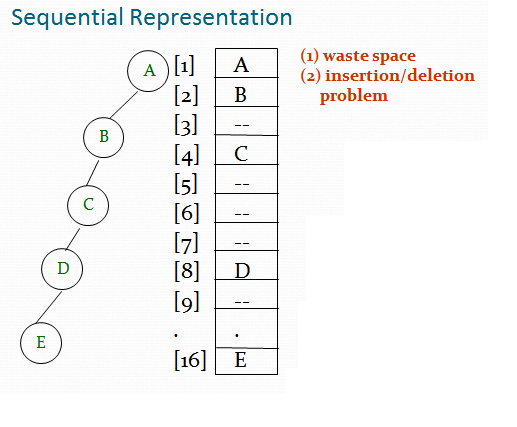 Sequential Representation
A [1] A (1) waste space
[2] B (2) insertion/deletion
problem
B [3] --
[4] C
C [5] --
[6] --
[7] --
D [8] D
[9] --
. .
E [16] E